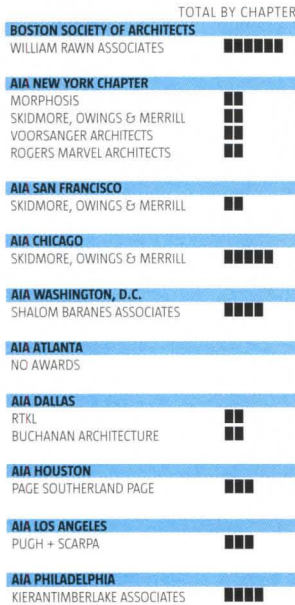 TOTAL BY CHAPTER
BOSTON SOCIETY OF ARCHITECTS
WILLIAM RAWN ASSOCIATES
AIA NEW YORK CHAPTER
MORPHOSIS
SKIDMORE, OWINGS & MERRILL
VOORSANGER ARCHITECTS
ROGERS MARVEL ARCHITECTS
AIA SAN FRANCISCO
SKIDMORE, OWINGS & MERRILL
AIA CHICAGO
SKIDMORE, OWINGS & MERRILL
AIA WASHINGTON, D.C.
SHALOM BARANES ASSOCIATES
AIA ATLANTA
NO AWARDS
AIA DALLAS
RTKL
BUCHANAN ARCHITECTURE
AIA HOUSTON
PAGE SOUTHERLAND PAGE
AIA LOS ANGELES
PUGH + SCARPA
AIA PHILADELPHIA
KIERANTIMBERLAKE ASSOCIATES